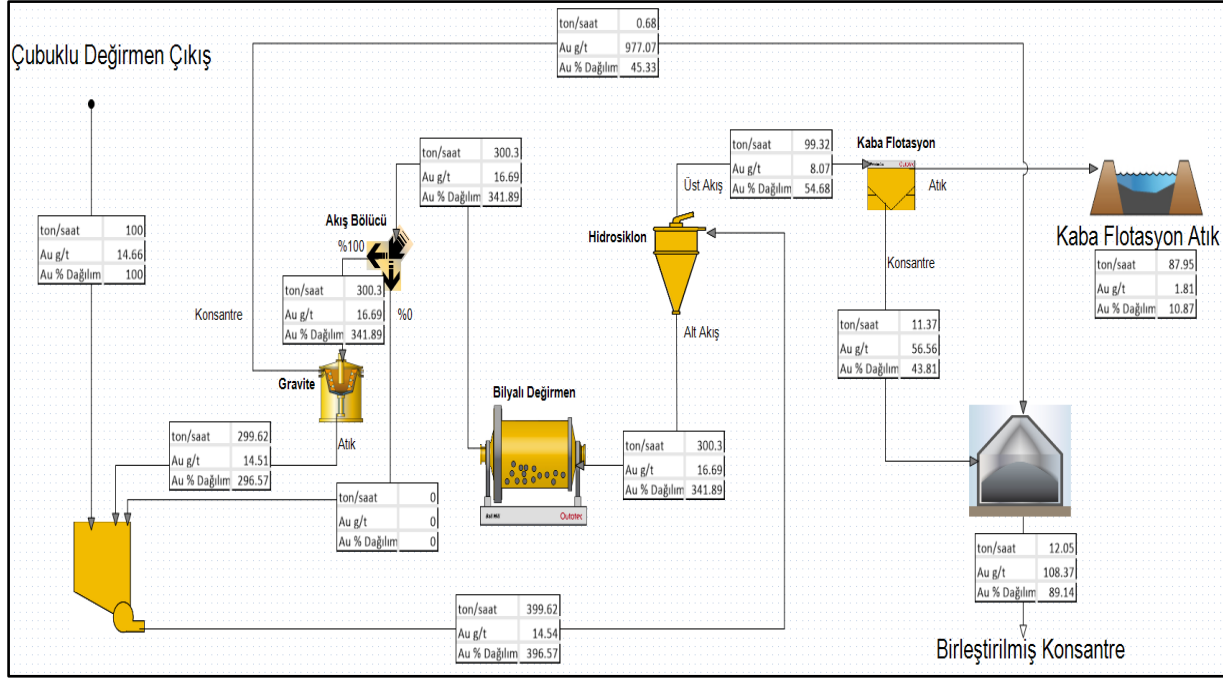 ton/saat 0.68
Au g/t 977.07
Au % Dağılım 45.33
Çubuklu Değirmen Çıkış
ton/saat 300.3
Au g/t 16.69
Au % Dağılım 341.89
ton/saat 99.32
Au g/t 8.07
Au % Dağılım 54.68
Kaba Flotasyon
Üst Akış
Atık
Akış Bölücü
%100
%0
Hidrosiklon
Kaba Flotasyon Atık
ton/saat 87.95
Au g/t 1.81
Au % Dağılım 10.87
ton/saat 100
Au g/t 14.66
Au % Dağılım 100
ton/saat 300.3
Au g/t 16.69
Au % Dağılım 341.89
Konsantre
Konsantre
Alt Akış
ton/saat 11.37
Au g/t 56.56
Au % Dağılım 43.81
Gravite
Bilyalı Değirmen
Atık
ton/saat 299.62
Au g/t 14.51
Au % Dağılım 296.57
ton/saat 300.3
Au g/t 16.69
Au % Dağılım 341.89
Outotec
ton/saat 0
Au g/t 0
Au % Dağılım 0
ton/saat 12.05
Au g/t 108.37
Au % Dağılım 89.14
ton/saat 399.62
Au g/t 14.54
Au % Dağılım 396.57
Birleştirilmiş Konsantre